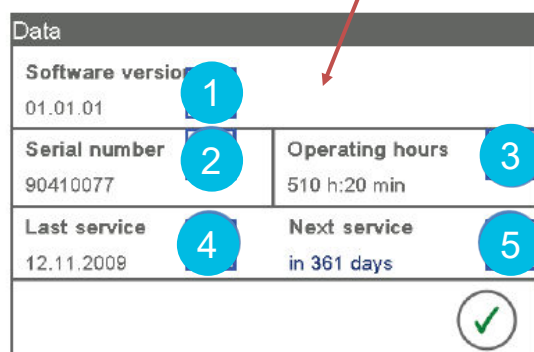 Data
Software version
1
01.01.01
Serial number
2
Operating hours
3
90410077
510 h:20 min
Last service
4
Next service
5
12.11.2009
in 361 days